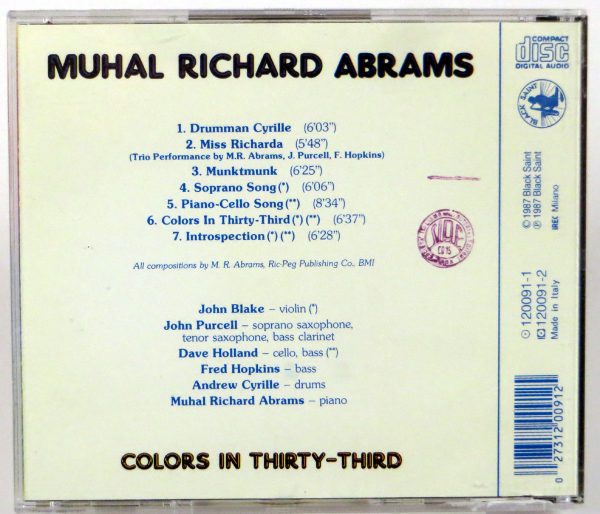 MUHAL RICHARD ABRAMS
COMPACT
disc
DIGITAL AUDIO
BLACK SAINT
1. Drumman Cyrille (6'03")
2. Miss Richarda (5'48")
(Trio Performance by M.R. Abrams, J. Purcell, F. Hopkins)
3. Munktmunk (6'25")
4. Soprano Song (*) (6'06")
5. Piano-Cello Song (**) (8'34")
6. Colors In Thirty-Third (*) (**) (6'37")
7. Introspection (*) (**) (6'28")
All compositions by M. R. Abrams, Ric-Peg Publishing Co., BMI
John Blake – violin (*)
John Purcell – soprano saxophone,
tenor saxophone, bass clarinet
Dave Holland – cello, bass (**)
Fred Hopkins – bass
Andrew Cyrille – drums
Muhal Richard Abrams – piano
COLORS IN THIRTY-THIRD
© 1987 Black Saint
℗ 1987 Black Saint
IREC Milano
120091-1
120091-2
Made in Italy
0 27312 00912